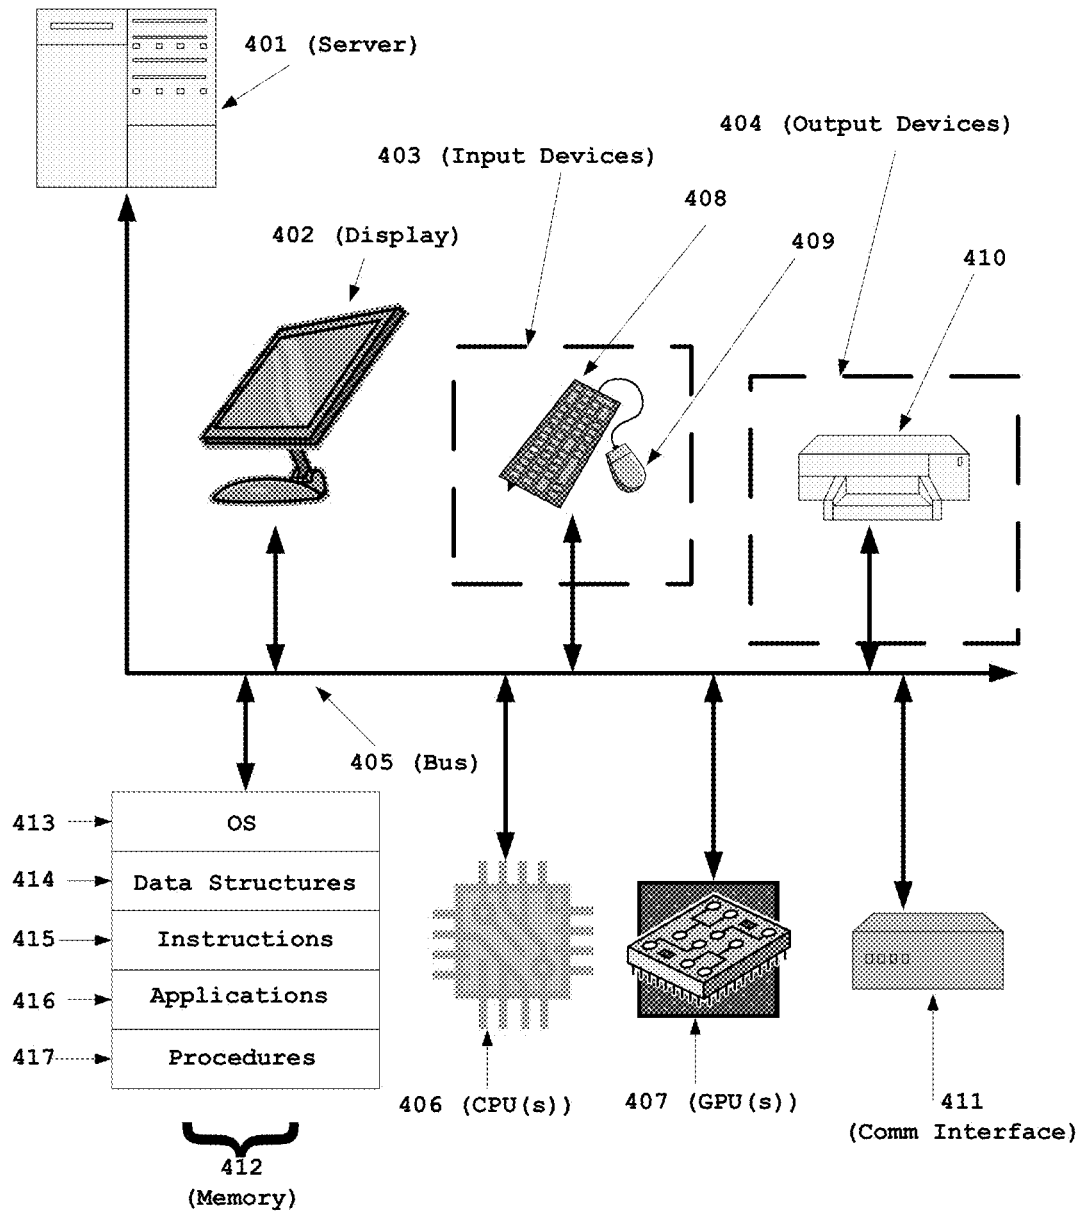 401 (Server)
404 (Output Devices)
403 (Input Devices)
408
402 (Display)
409
410
405 (Bus)
413
OS
414
Data Structures
415
Instructions
416
Applications
417
Procedures
406 (CPU(s))
407 (GPU(s))
411
(Comm Interface)
412
(Memory)